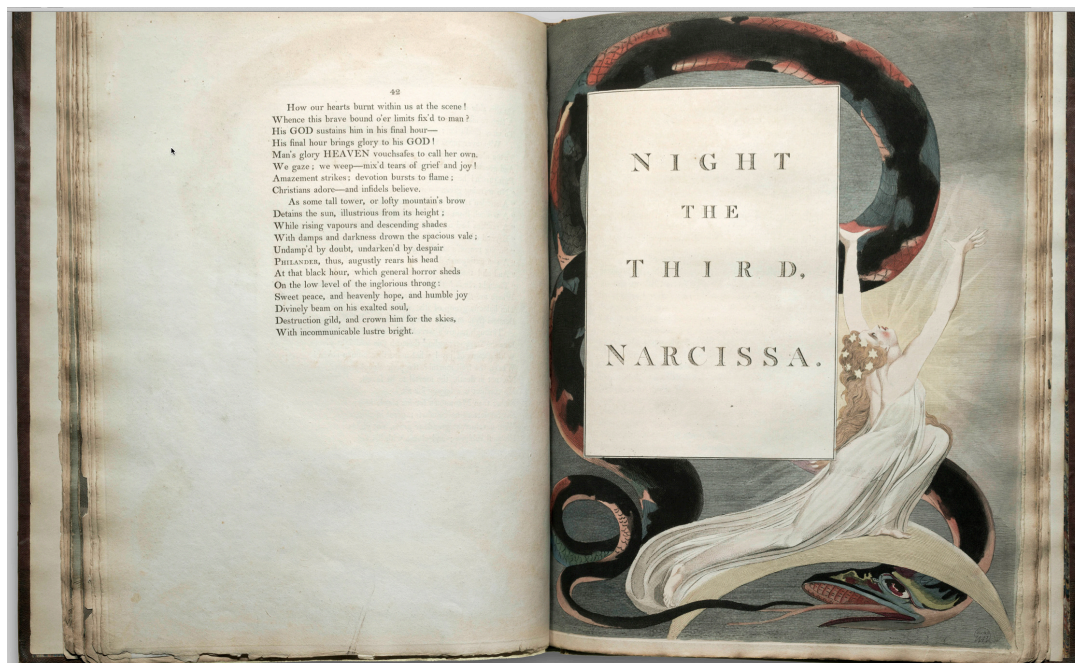 42
How our hearts burnt within us at the scene!
Whence this brave bound o'er limits fix'd to man?
His GOD sustains him in his final hour—
His final hour brings glory to his GOD!
Man's glory HEAVEN vouchsafes to call her own.
We gaze; we weep—mix'd tears of grief and joy!
Amazement strikes; devotion bursts to flame;
Christians adore—and infidels believe.
As some tall tower, or lofty mountain's brow
Detains the sun, illustrious from its height;
While rising vapours and descending shades
With damps and darkness drown the spacious vale;
Undamp'd by doubt, undarken'd by despair
PHILANDER, thus, augustly rears his head
At that black hour, which general horror sheds
On the low level of the inglorious throng:
Sweet peace, and heavenly hope, and humble joy
Divinely beam on his exalted soul,
Destruction gild, and crown him for the skies,
With incommunicable lustre bright.
NIGHT
THE
THIRD,
NARCISSA.